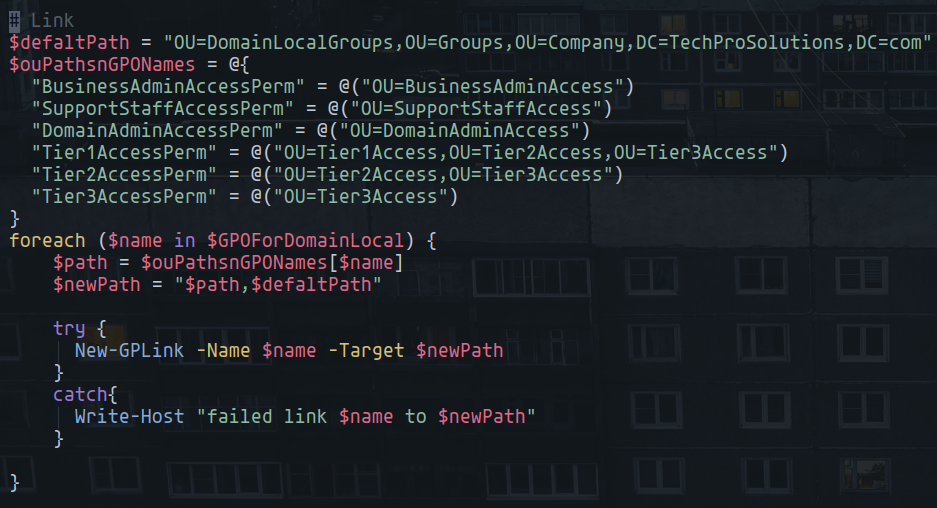 # Link
$defaltPath = "OU=DomainLocalGroups,OU=Groups,OU=Company,DC=TechProSolutions,DC=com"
$ouPathsnGPONames = @{
  "BusinessAdminAccessPerm" = @("OU=BusinessAdminAccess")
  "SupportStaffAccessPerm" = @("OU=SupportStaffAccess")
  "DomainAdminAccessPerm" = @("OU=DomainAdminAccess")
  "Tier1AccessPerm" = @("OU=Tier1Access,OU=Tier2Access,OU=Tier3Access")
  "Tier2AccessPerm" = @("OU=Tier2Access,OU=Tier3Access")
  "Tier3AccessPerm" = @("OU=Tier3Access")
}
foreach ($name in $GPOForDomainLocal) {
    $path = $ouPathsnGPONames[$name]
    $newPath = "$path,$defaltPath"

    try {
      New-GPLink -Name $name -Target $newPath
    }
    catch{
      Write-Host "failed link $name to $newPath"
    }

}